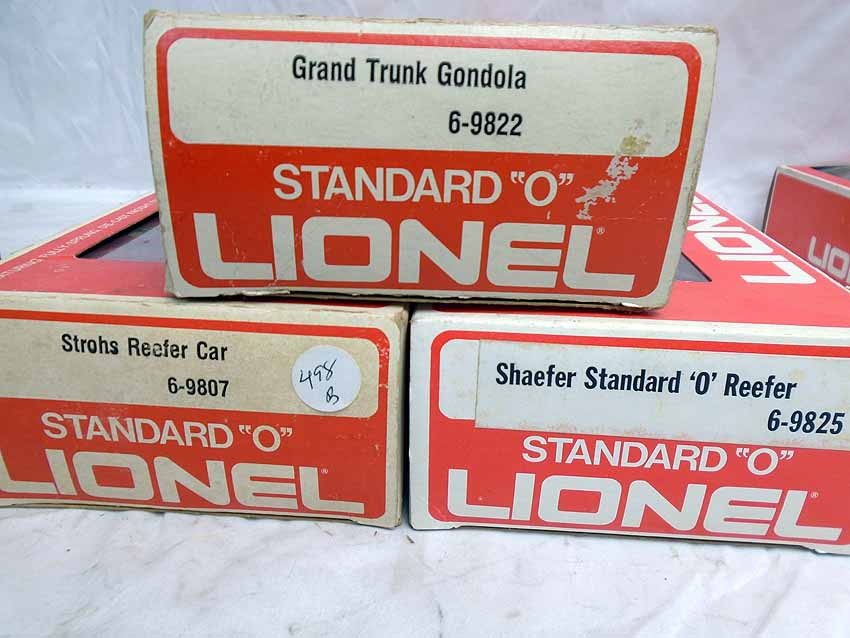 Grand Trunk Gondola
6-9822
STANDARD "O"
LIONEL®
LIONEL
LIONEL
Strohs Reefer Car
6-9807
498
B
STANDARD "O"
LIONEL®
Shaefer Standard 'O' Reefer
6-9825
STANDARD "O"
LIONEL®